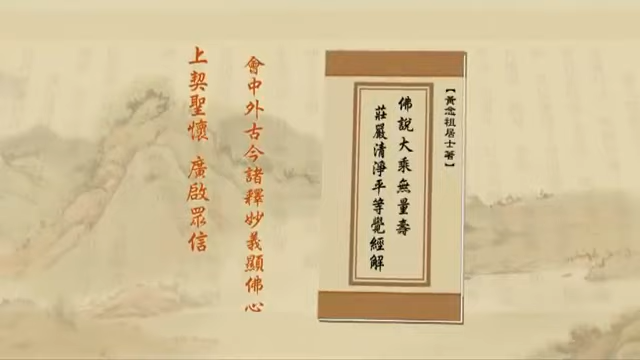 【黃念祖居士著】
佛說大乘無量壽
莊嚴清淨平等覺經解
會中外古今諸釋妙義顯佛心
上契聖懷 廣啟眾信